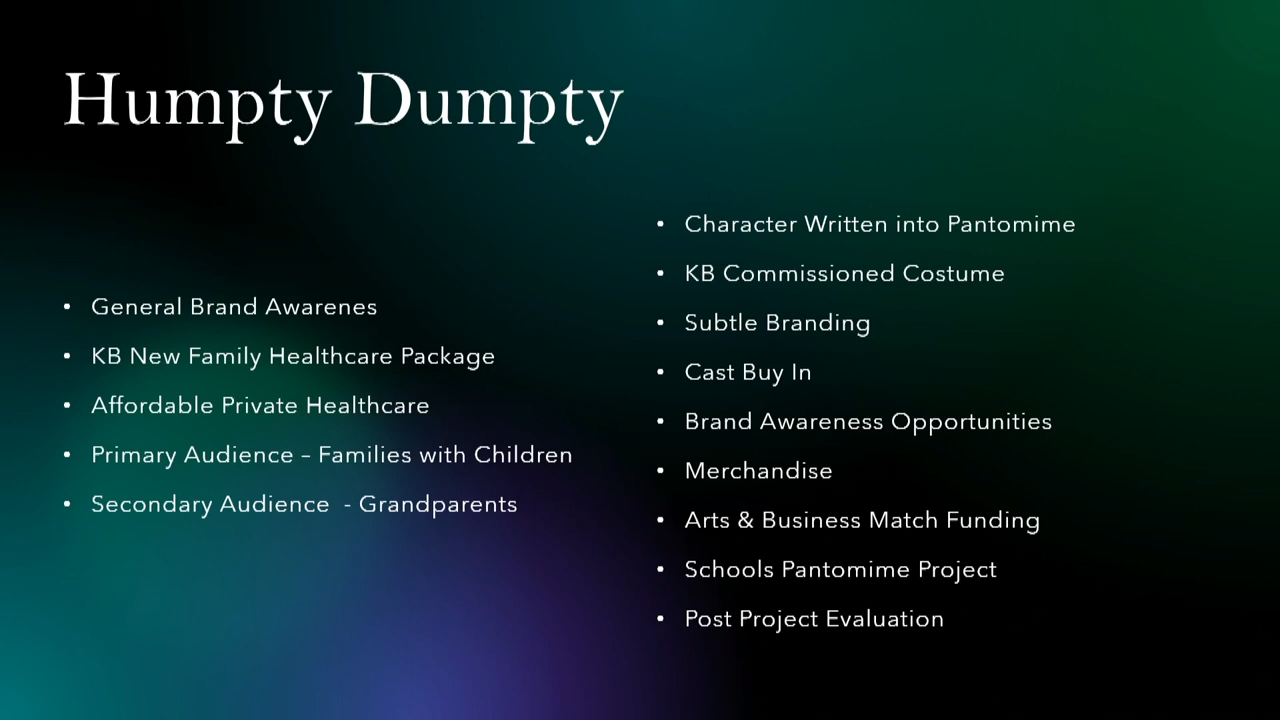 Humpty Dumpty
• General Brand Awarenes
• KB New Family Healthcare Package
• Affordable Private Healthcare
• Primary Audience – Families with Children
• Secondary Audience  - Grandparents
• Character Written into Pantomime
• KB Commissioned Costume
• Subtle Branding
• Cast Buy In
• Brand Awareness Opportunities
• Merchandise
• Arts & Business Match Funding
• Schools Pantomime Project
• Post Project Evaluation